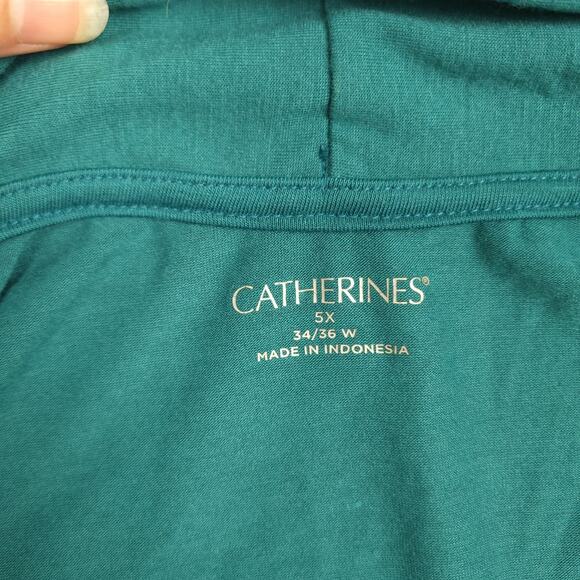 CATHERINES®
5X
34/36 W
MADE IN INDONESIA